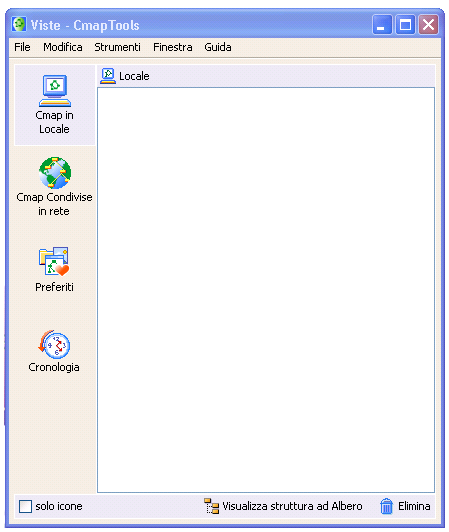 Viste - CmapTools
File Modifica Strumenti Finestra Guida
Cmap in
Locale
Locale
Cmap Condivise
in rete
Preferiti
Cronologia
solo icone
Visualizza struttura ad Albero
Elimina